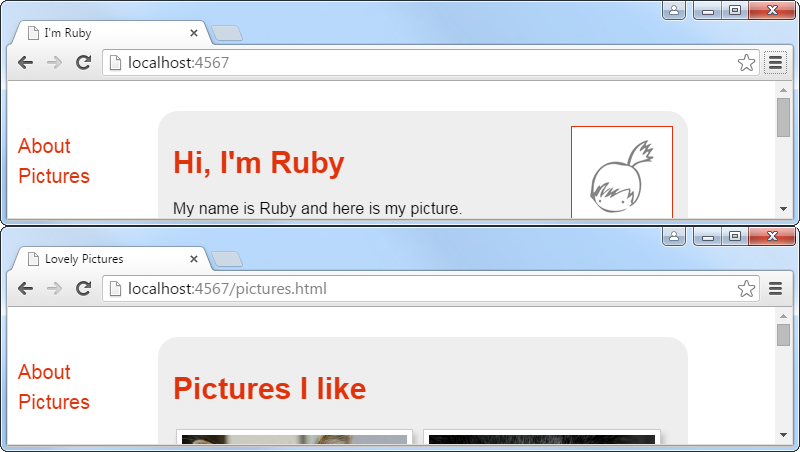 I'm Ruby
localhost:4567
About
Pictures
Hi, I'm Ruby
My name is Ruby and here is my picture.
Lovely Pictures
localhost:4567/pictures.html
About
Pictures
Pictures I like